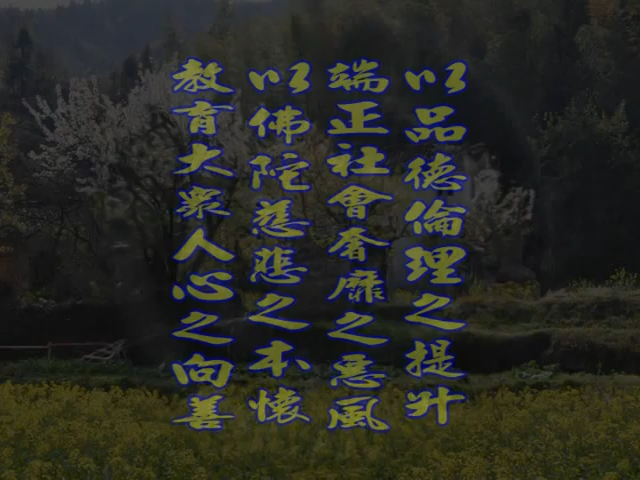 以品德倫理之提升
端正社會奢靡之惡風
以佛陀慈悲之本懷
教育大眾人心之向善